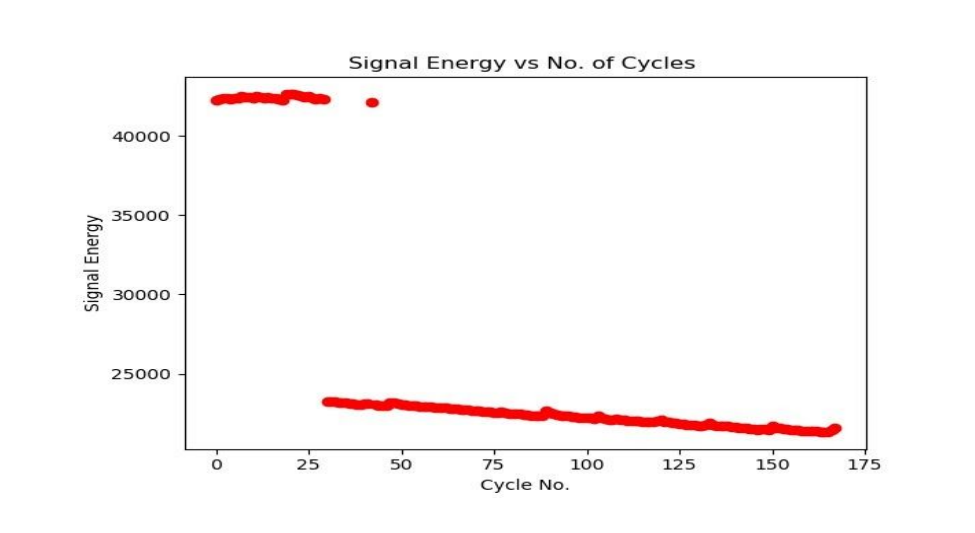 Signal Energy vs No. of Cycles
40000
35000
30000
25000
Signal Energy
0 25 50 75 100 125 150 175
Cycle No.